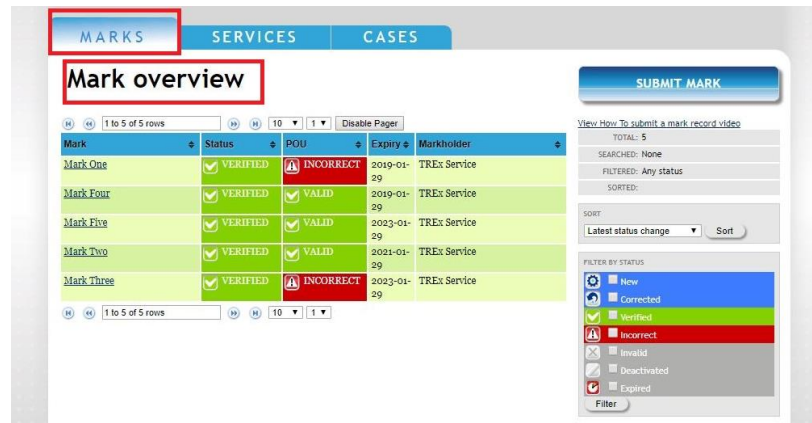 MARKS SERVICES CASES
Mark overview
1 to 5 of 5 rows 10 1 Disable Pager
Mark Status POU Expiry Markholder
Mark One VERIFIED INCORRECT 2019-01-29 TREx Service
Mark Four VERIFIED VALID 2019-01-29 TREx Service
Mark Five VERIFIED VALID 2023-01-29 TREx Service
Mark Two VERIFIED VALID 2021-01-29 TREx Service
Mark Three VERIFIED INCORRECT 2023-01-29 TREx Service
1 to 5 of 5 rows 10 1
SUBMIT MARK
View How To submit a mark record video
TOTAL: 5
SEARCHED: None
FILTERED: Any status
SORTED:
SORT
Latest status change Sort
FILTER BY STATUS
New
Corrected
Verified
Incorrect
Invalid
Deactivated
Expired
Filter